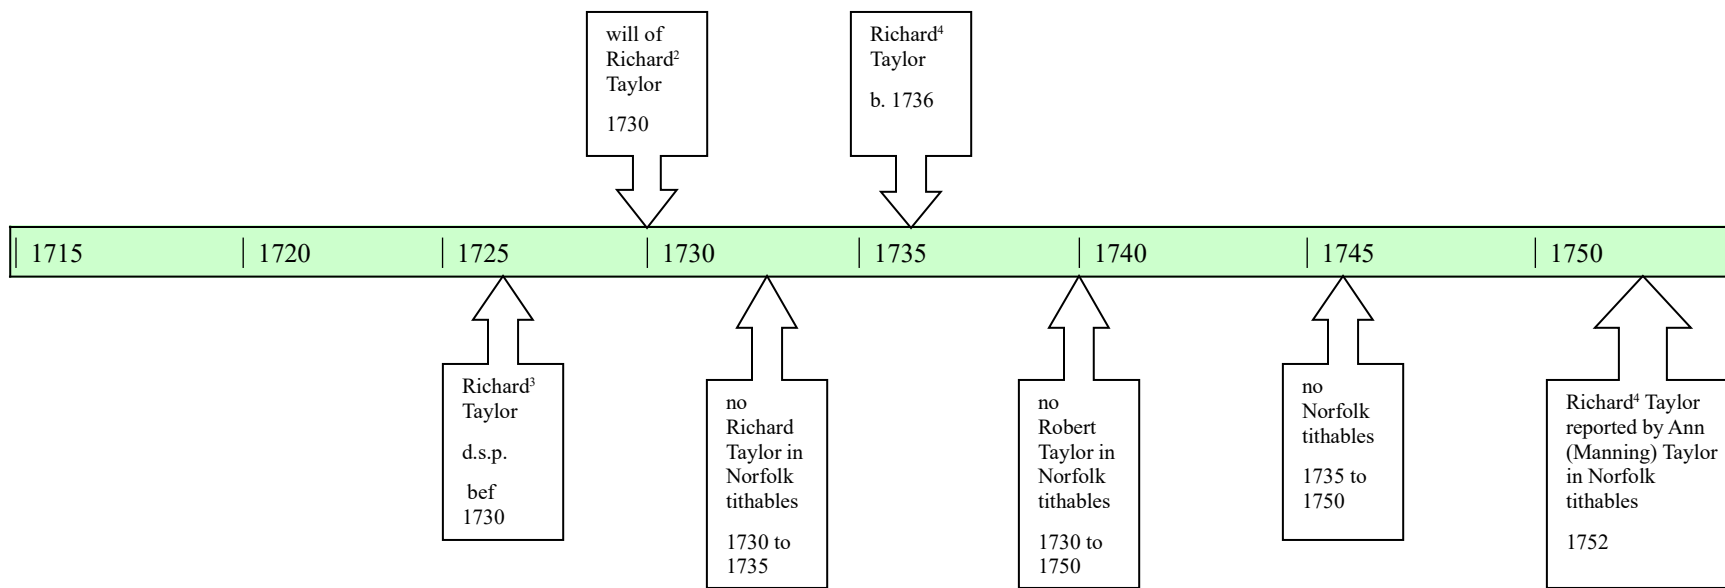 will of
Richard²
Taylor
1730
Richard⁴
Taylor
b. 1736
1715
1720
1725
1730
1735
1740
1745
1750
Richard³
Taylor
d.s.p.
bef
1730
no
Richard
Taylor in
Norfolk
tithables
1730 to
1735
no
Robert
Taylor in
Norfolk
tithables
1730 to
1750
no
Norfolk
tithables
1735 to
1750
Richard⁴ Taylor
reported by Ann
(Manning) Taylor
in Norfolk
tithables
1752